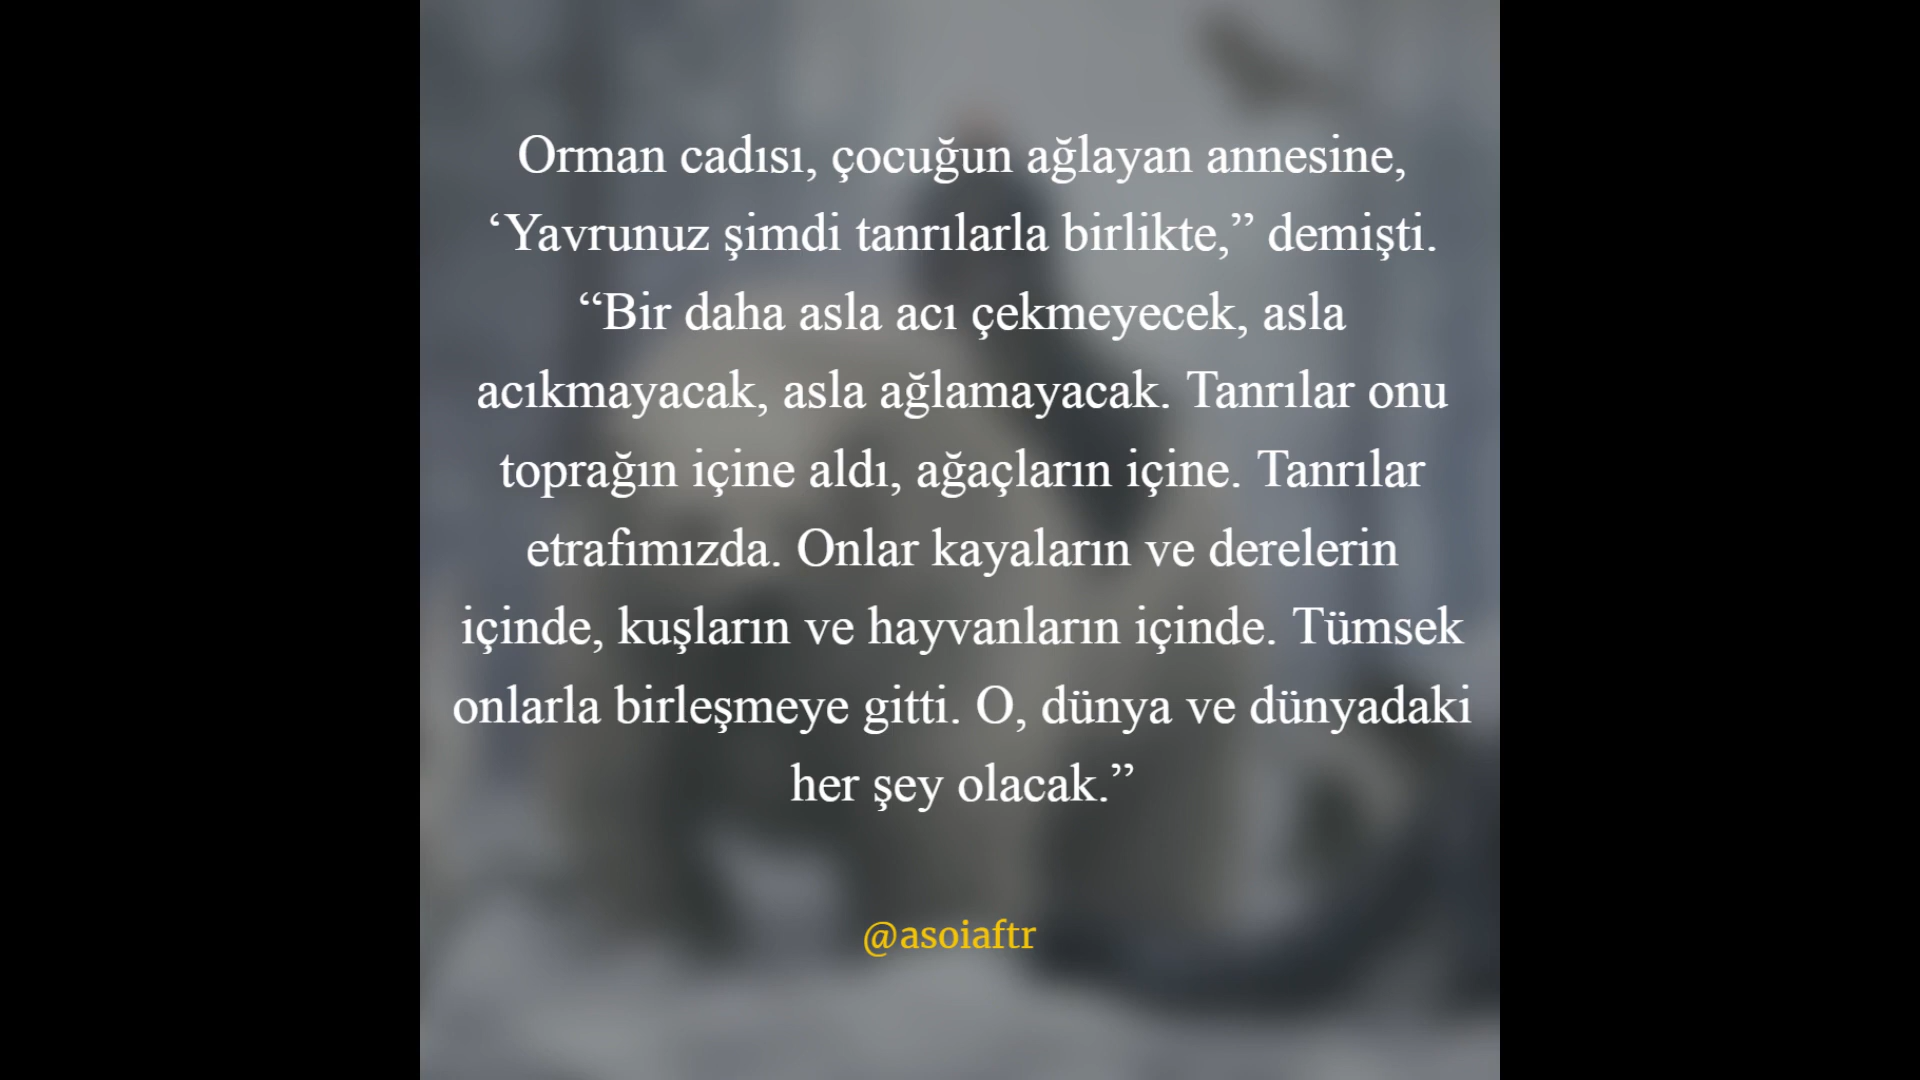 Orman cadısı, çocuğun ağlayan annesine,
‘Yavrunuz şimdi tanrılarla birlikte,” demişti.
“Bir daha asla acı çekmeyecek, asla
acıkmayacak, asla ağlamayacak. Tanrılar onu
toprağın içine aldı, ağaçların içine. Tanrılar
etrafımızda. Onlar kayaların ve derelerin
içinde, kuşların ve hayvanların içinde. Tümsek
onlarla birleşmeye gitti. O, dünya ve dünyadaki
her şey olacak.”
@asoiaftr